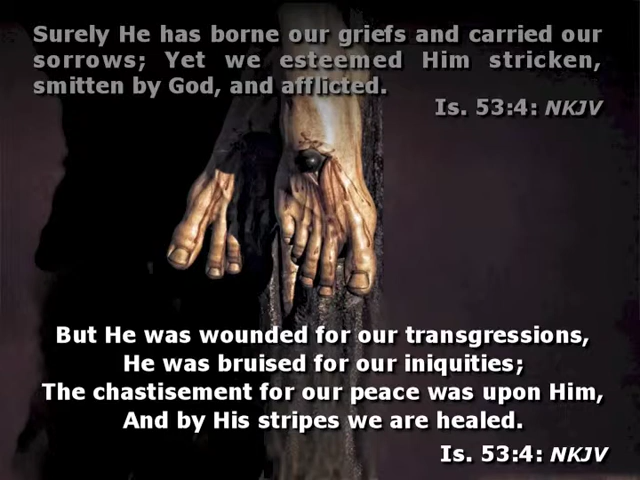 Surely He has borne our griefs and carried our
sorrows; Yet we esteemed Him stricken,
smitten by God, and afflicted.
Is. 53:4: NKJV
But He was wounded for our transgressions,
He was bruised for our iniquities;
The chastisement for our peace was upon Him,
And by His stripes we are healed.
Is. 53:4: NKJV